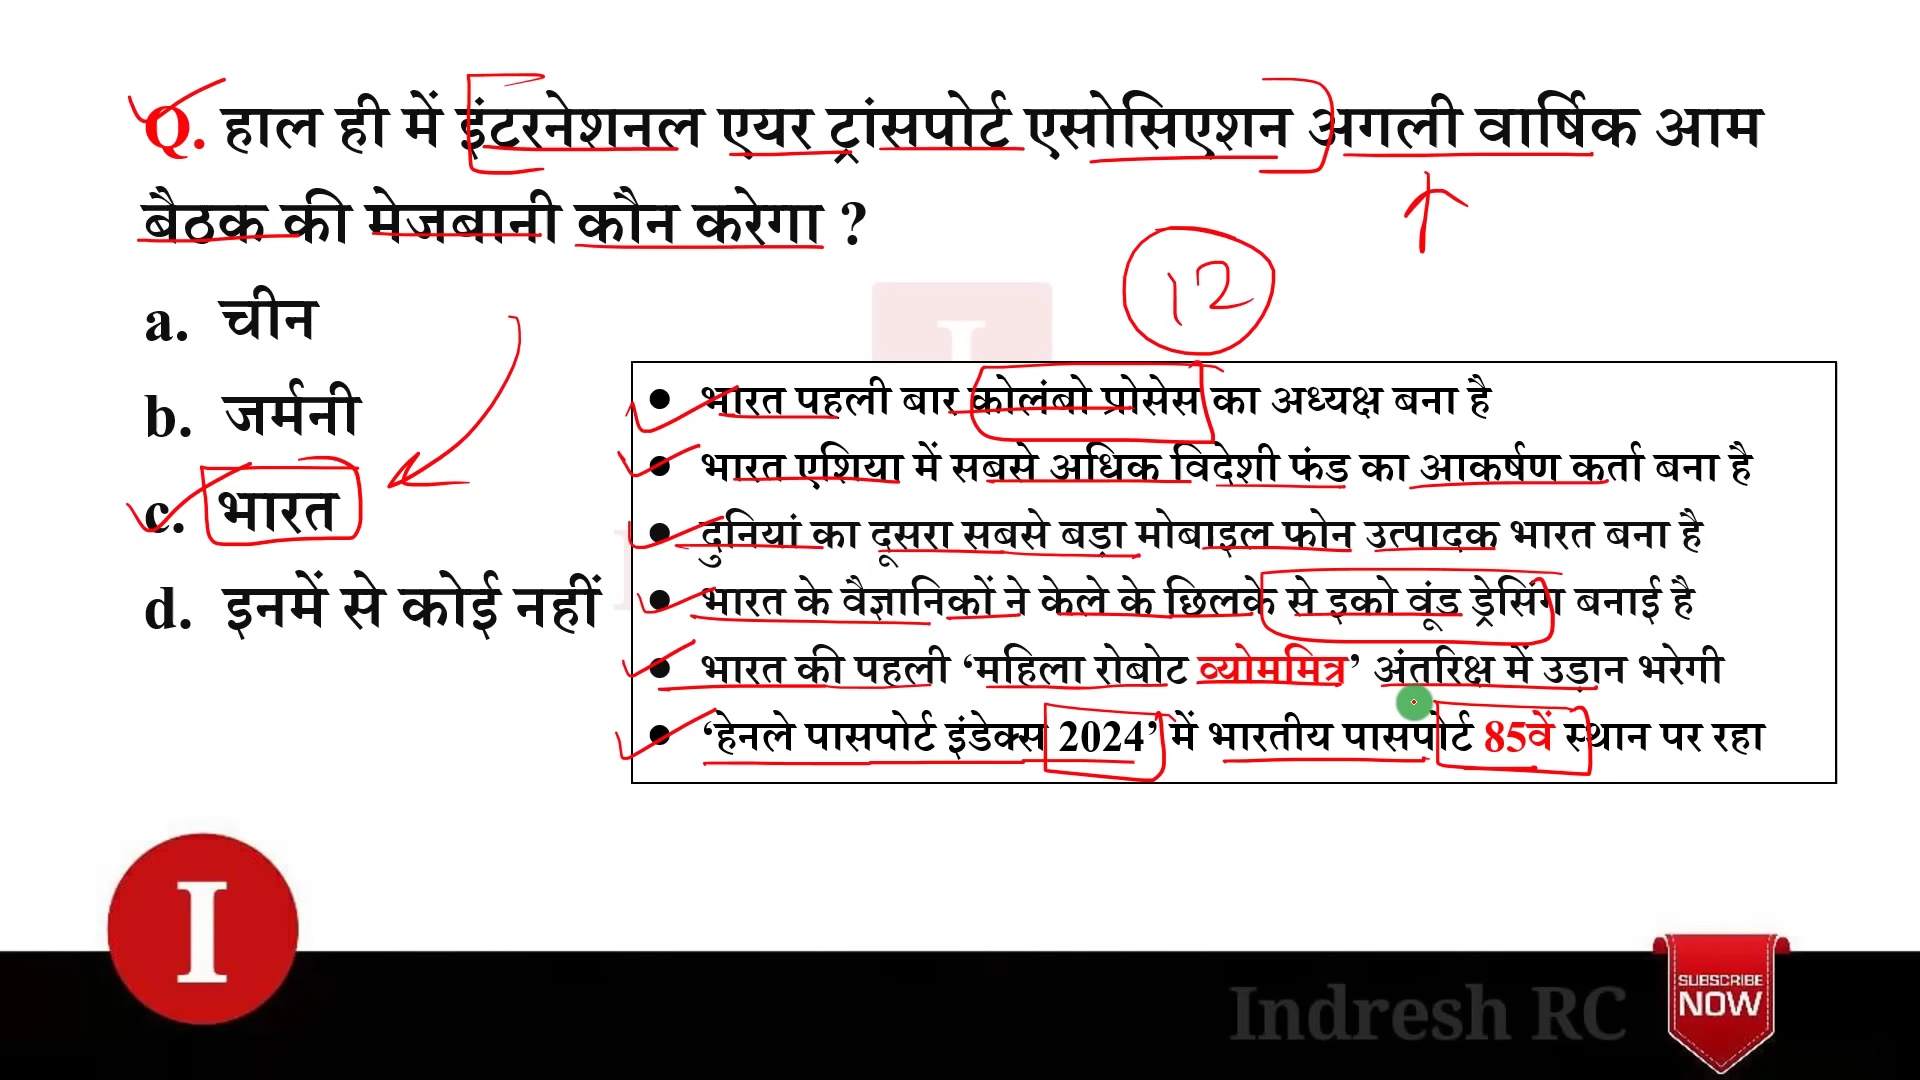 Q. हाल ही में इंटरनेशनल एयर ट्रांसपोर्ट एसोसिएशन अगली वार्षिक आम
बैठक की मेजबानी कौन करेगा ?
12
a. चीन
b. जर्मनी
c. भारत
d. इनमें से कोई नहीं
I
● भारत पहली बार कोलंबो प्रोसेस का अध्यक्ष बना है
● भारत एशिया में सबसे अधिक विदेशी फंड का आकर्षण कर्ता बना है
● दुनियां का दूसरा सबसे बड़ा मोबाइल फोन उत्पादक भारत बना है
● भारत के वैज्ञानिकों ने केले के छिलके से इको वूंड ड्रेसिंग बनाई है
● भारत की पहली ‘महिला रोबोट व्योममित्र’ अंतरिक्ष में उड़ान भरेगी
● ‘हेनले पासपोर्ट इंडेक्स 2024’ में भारतीय पासपोर्ट 85वें स्थान पर रहा
I
Indresh RC
SUBSCRIBE
NOW